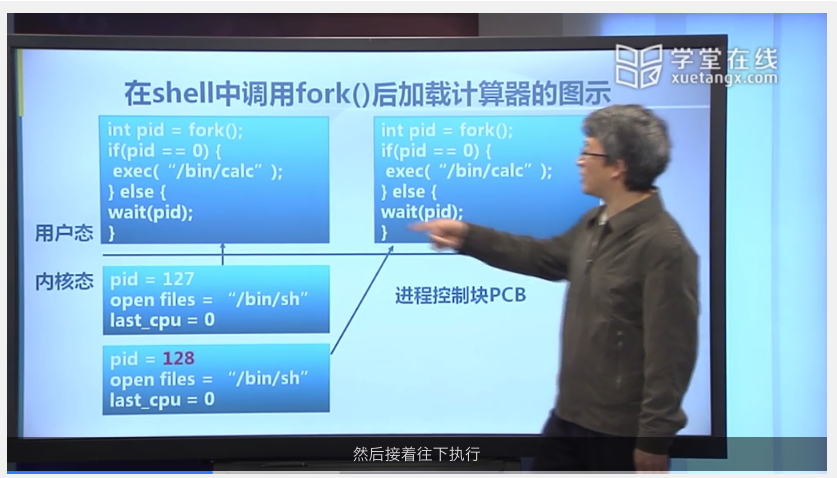 学堂在线
xuetangx.com
在shell中调用fork()后加载计算器的图示
int pid = fork();
if(pid == 0) {
exec( “/bin/calc” );
} else {
wait(pid);
}
int pid = fork();
if(pid == 0) {
exec( “/bin/calc” );
} else {
wait(pid);
}
用户态
内核态
pid = 127
open files = “/bin/sh”
last_cpu = 0
进程控制块PCB
pid = 128
open files = “/bin/sh”
last_cpu = 0
然后接着往下执行